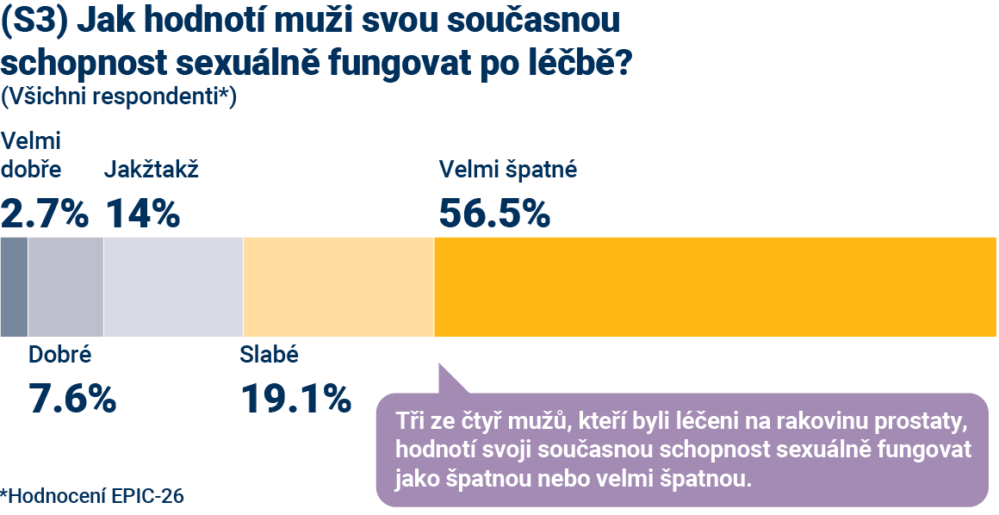 (S3) Jak hodnotí muži svou současnou
schopnost sexuálně fungovat po léčbě?
(Všichni respondenti*)
Velmi
dobře
2.7%
Jakžtakž
14%
Velmi špatné
56.5%
Dobré
7.6%
Slabé
19.1%
Tři ze čtyř mužů, kteří byli léčeni na rakovinu prostaty,
hodnotí svoji současnou schopnost sexuálně fungovat
jako špatnou nebo velmi špatnou.
*Hodnocení EPIC-26